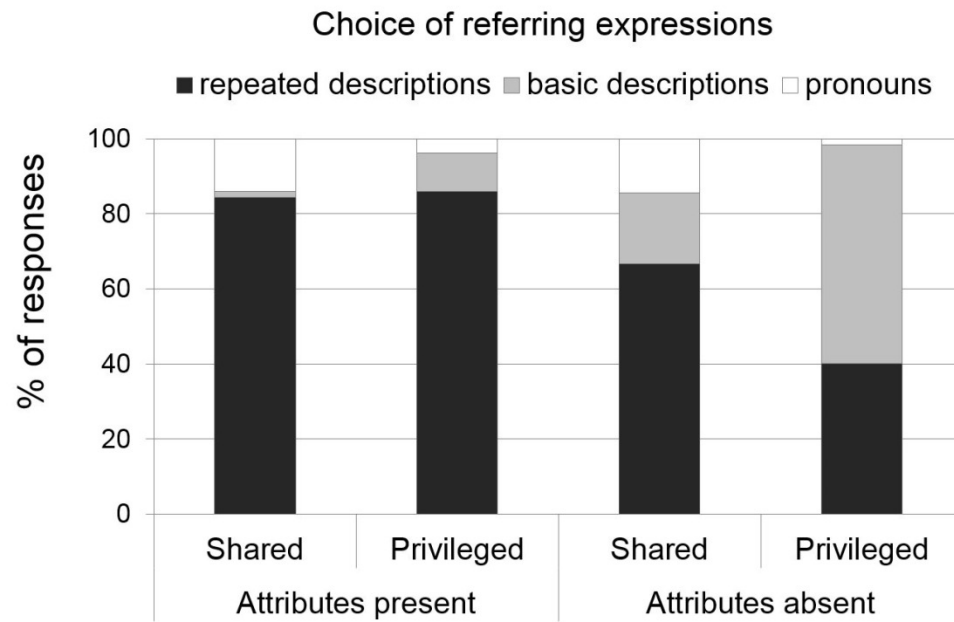 Choice of referring expressions
repeated descriptions basic descriptions pronouns
% of responses
100
80
60
40
20
0
Shared Privileged Shared Privileged
Attributes present Attributes absent